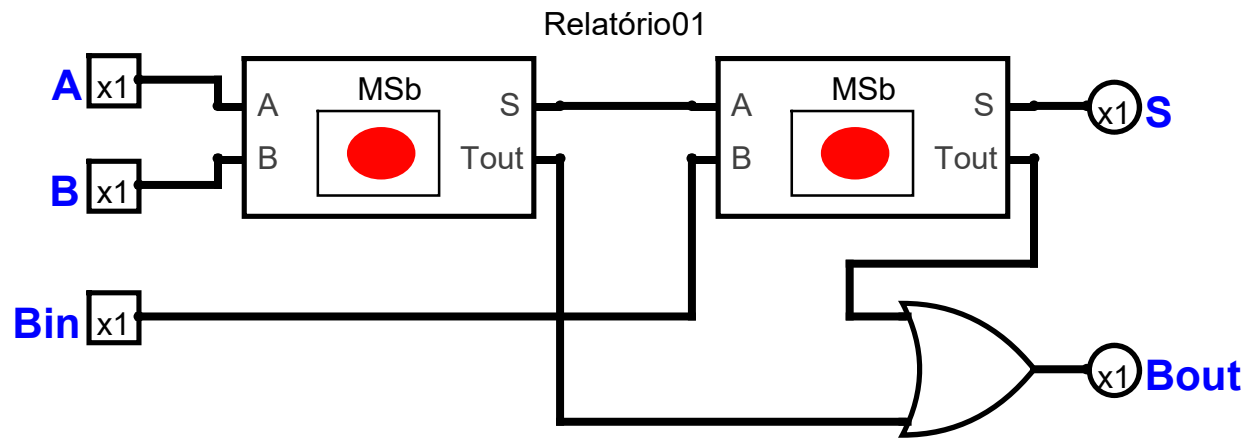 Relatório01
A x1
MSb
A
B
S
Tout
MSb
A
B
S
Tout
x1 S
B x1
Bin x1
x1 Bout